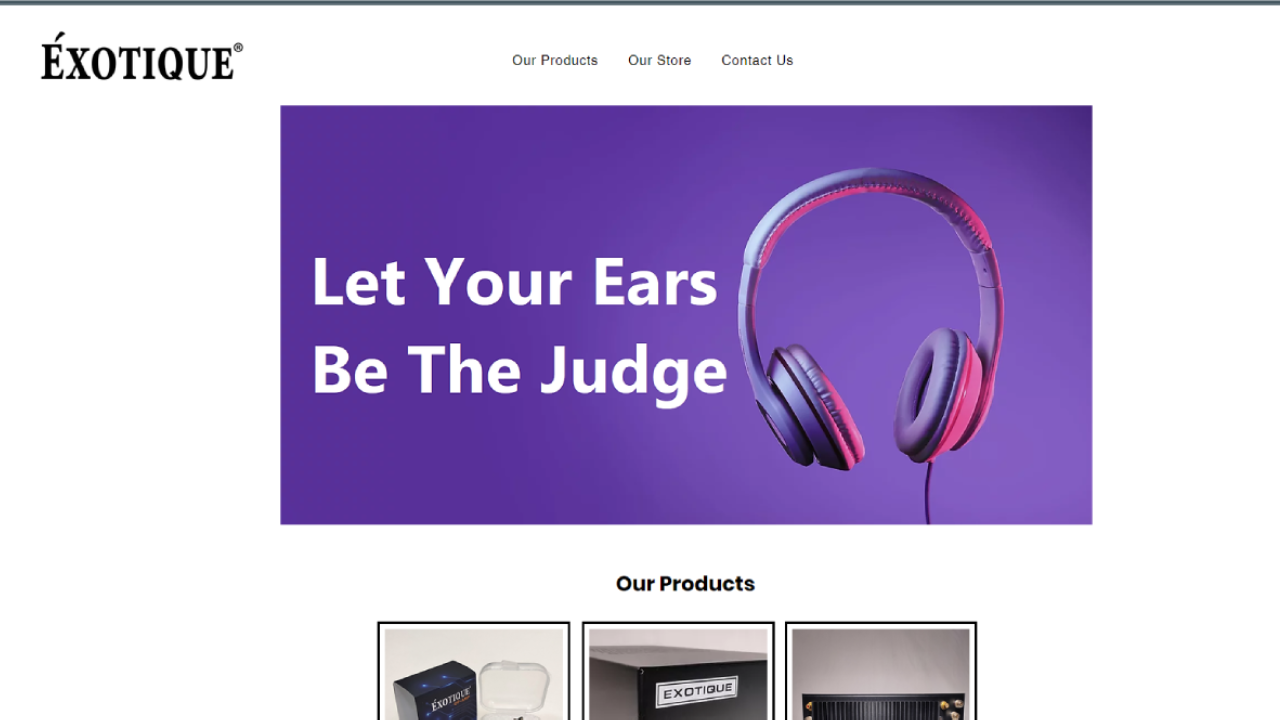 ÉXOTIQUE®
Our Products Our Store Contact Us
Let Your Ears
Be The Judge
Our Products
ÉXOTIQUE
EXOTIQUE